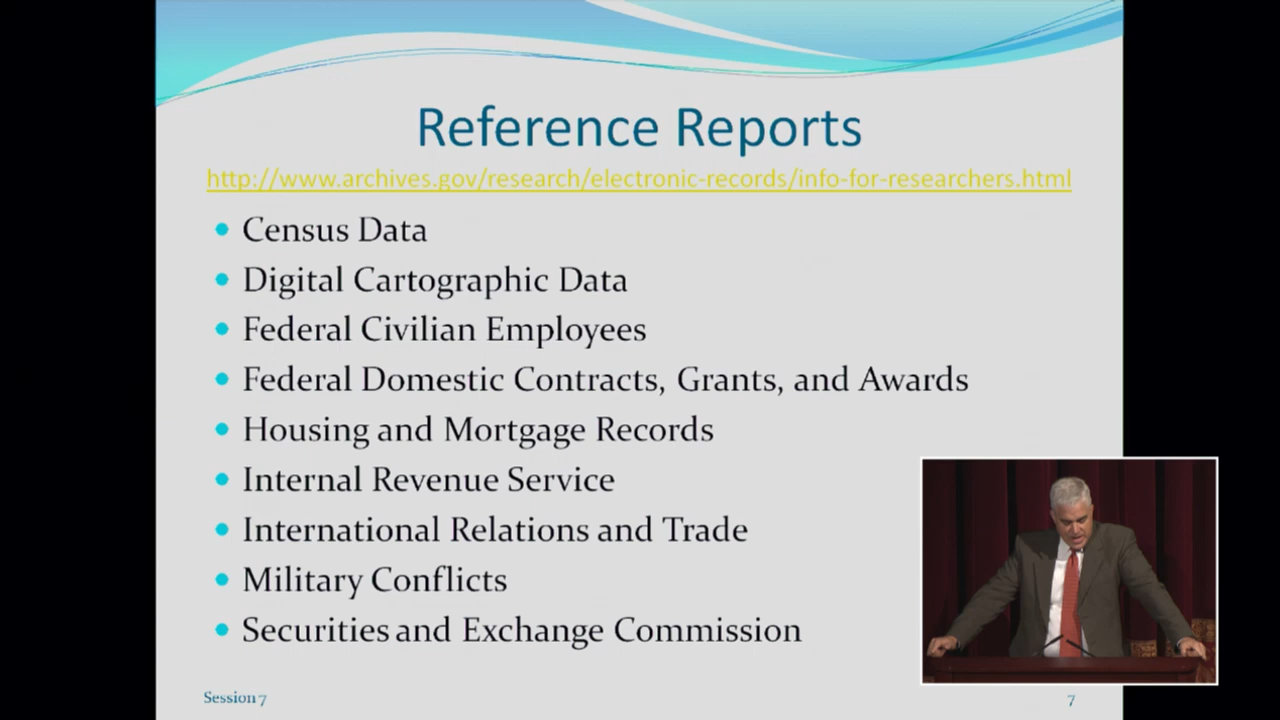 Reference Reports
http://www.archives.gov/research/electronic-records/info-for-researchers.html
• Census Data
• Digital Cartographic Data
• Federal Civilian Employees
• Federal Domestic Contracts, Grants, and Awards
• Housing and Mortgage Records
• Internal Revenue Service
• International Relations and Trade
• Military Conflicts
• Securities and Exchange Commission
Session 7
7